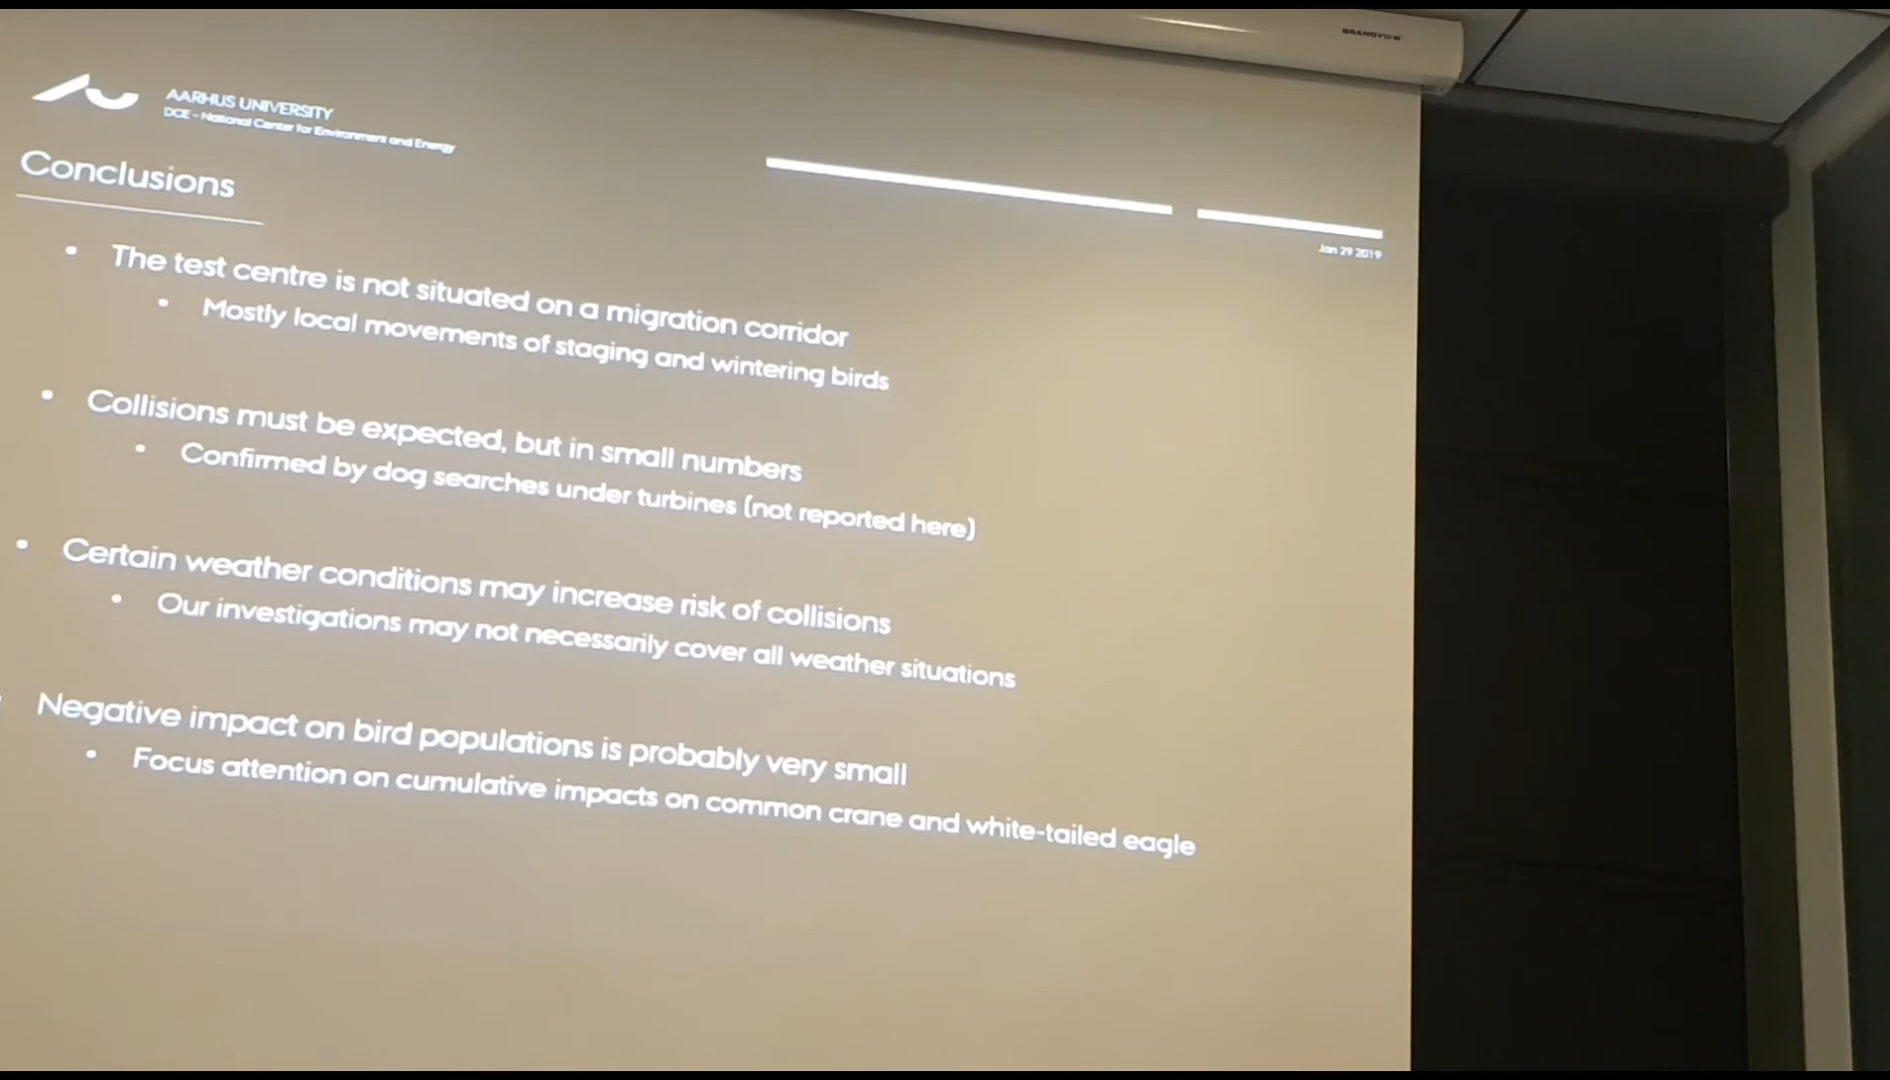 GRANDVIEW
AARHUS UNIVERSITY
DCE - National Center for Environment and Energy
Conclusions
Jan 29 2019
• The test centre is not situated on a migration corridor
• Mostly local movements of staging and wintering birds
• Collisions must be expected, but in small numbers
• Confirmed by dog searches under turbines (not reported here)
• Certain weather conditions may increase risk of collisions
• Our investigations may not necessarily cover all weather situations
• Negative impact on bird populations is probably very small
• Focus attention on cumulative impacts on common crane and white-tailed eagle